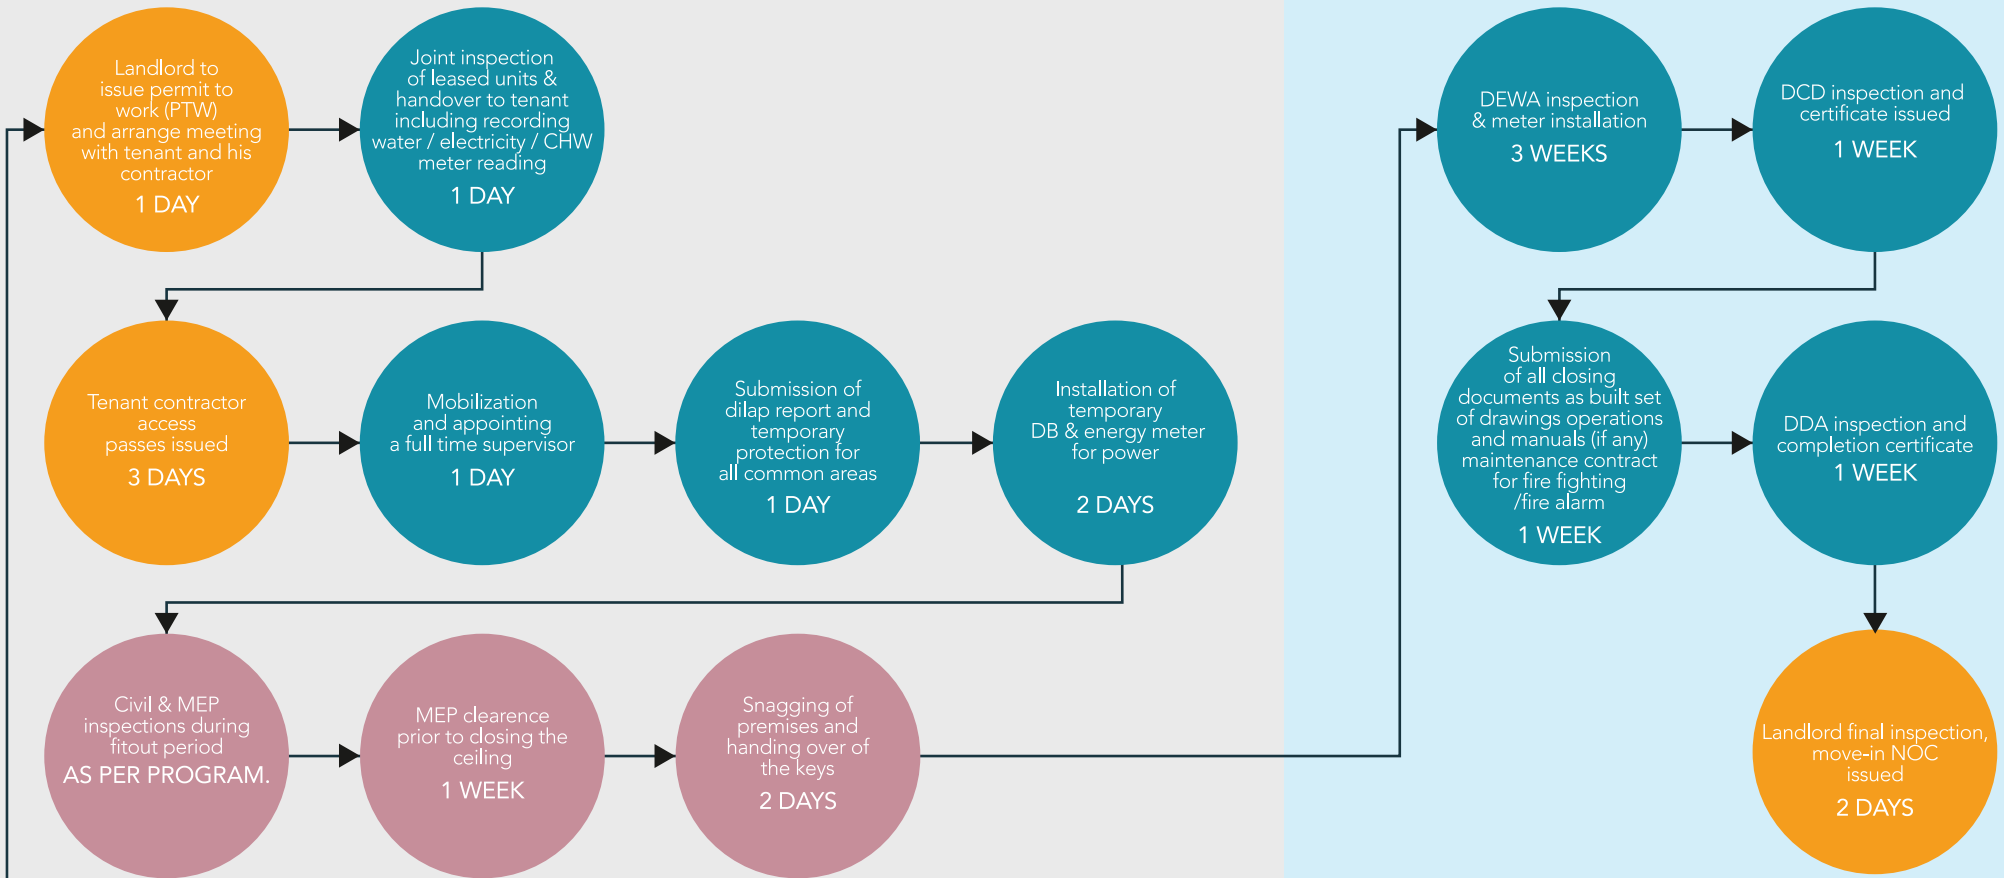 Landlord to
issue permit to
work (PTW)
and arrange meeting
with tenant and his
contractor
1 DAY
Joint inspection
of leased units &
handover to tenant
including recording
water / electricity / CHW
meter reading
1 DAY
Tenant contractor
access
passes issued
3 DAYS
Mobilization
and appointing
a full time supervisor
1 DAY
Submission of
dilap report and
temporary
protection for
all common areas
1 DAY
Installation of
temporary
DB & energy meter
for power
2 DAYS
Civil & MEP
inspections during
fitout period
AS PER PROGRAM.
MEP clearence
prior to closing the
ceiling
1 WEEK
Snagging of
premises and
handing over of
the keys
2 DAYS
DEWA inspection
& meter installation
3 WEEKS
DCD inspection and
certificate issued
1 WEEK
Submission
of all closing
documents as built set
of drawings operations
and manuals (if any)
maintenance contract
for fire fighting
/fire alarm
1 WEEK
DDA inspection and
completion certificate
1 WEEK
Landlord final inspection,
move-in NOC
issued
2 DAYS